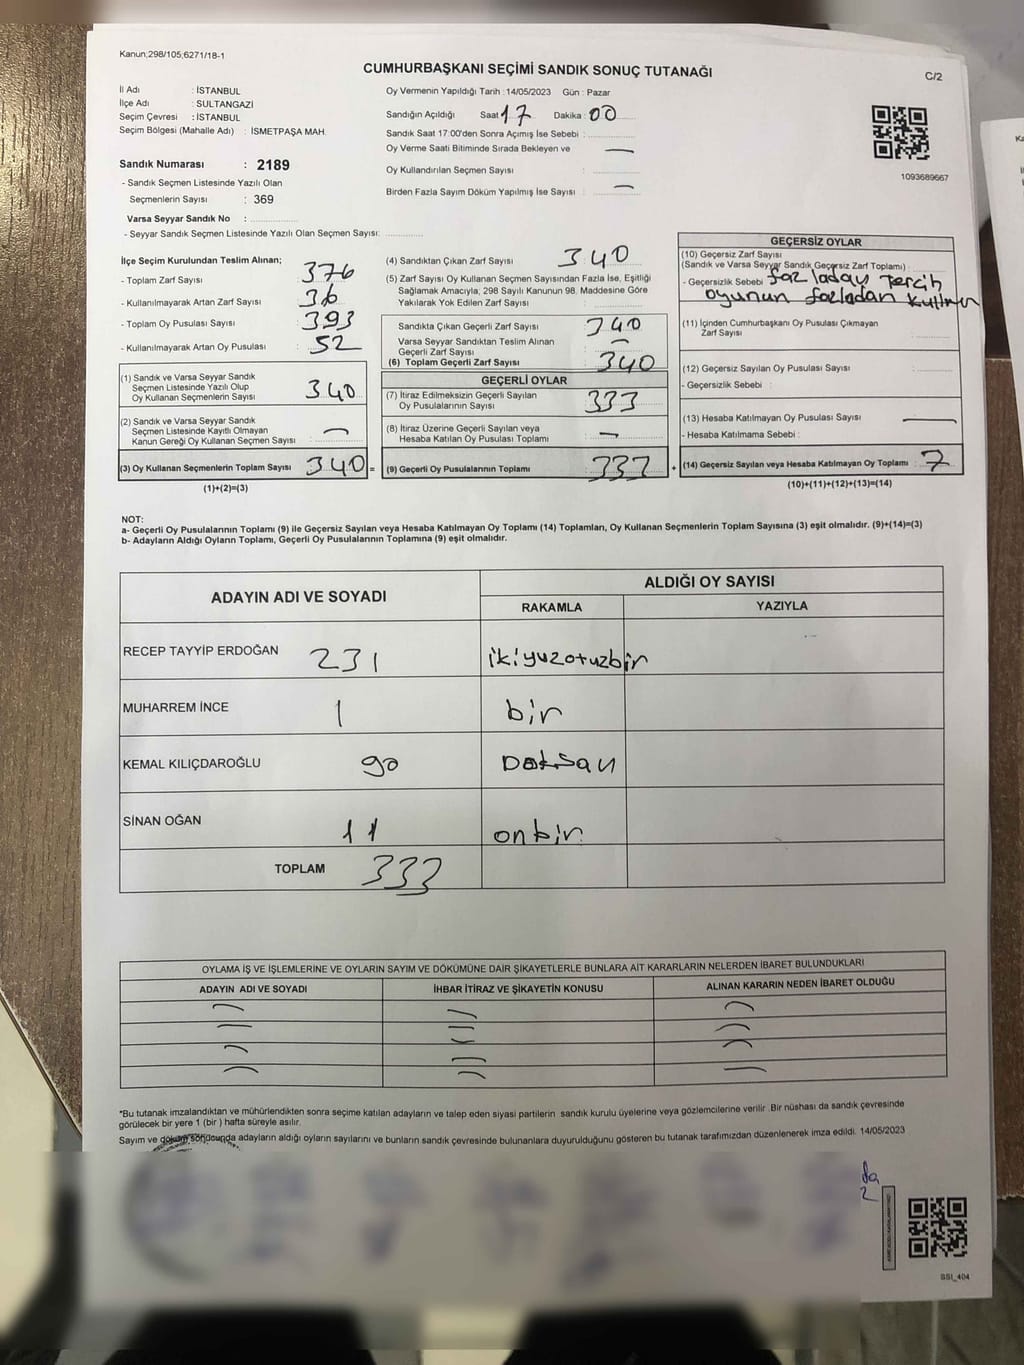 Kanun;298/105;6271/18-1
CUMHURBAŞKANI SEÇİMİ SANDIK SONUÇ TUTANAĞI
C/2
İl Adı : İSTANBUL
İlçe Adı : SULTANGAZİ
Seçim Çevresi : İSTANBUL
Seçim Bölgesi (Mahalle Adı) : İSMETPAŞA MAH.
Sandık Numarası : 2189
- Sandık Seçmen Listesinde Yazılı Olan
Seçmenlerin Sayısı : 369
Varsa Seyyar Sandık No :
- Seyyar Sandık Seçmen Listesinde Yazılı Olan Seçmen Sayısı:
Oy Vermenin Yapıldığı Tarih : 14/05/2023 Gün : Pazar
Sandığın Açıldığı Saat : 17 Dakika : 00
Sandık Saat 17:00'den Sonra Açımış İse Sebebi :
Oy Verme Saati Bitiminde Sırada Bekleyen ve —
Oy Kullandırılan Seçmen Sayısı :
Birden Fazla Sayım Döküm Yapılmış İse Sayısı : —
1093689667
İlçe Seçim Kurulundan Teslim Alınan;
- Toplam Zarf Sayısı : 376
- Kullanılmayarak Artan Zarf Sayısı : 36
- Toplam Oy Pusulası Sayısı : 393
- Kullanılmayarak Artan Oy Pusulası : 52
(1) Sandık ve Varsa Seyyar Sandık
Seçmen Listesinde Yazılı Olup
Oy Kullanan Seçmenlerin Sayısı : 340
(2) Sandık ve Varsa Seyyar Sandık
Seçmen Listesinde Kayıtlı Olmayan
Kanun Gereği Oy Kullanan Seçmen Sayısı : —
(3) Oy Kullanan Seçmenlerin Toplam Sayısı : 340 =
(1)+(2)=(3)
(4) Sandıktan Çıkan Zarf Sayısı : 340
(5) Zarf Sayısı Oy Kullanan Seçmen Sayısından Fazla İse, Eşitliği
Sağlamak Amacıyla, 298 Sayılı Kanunun 98. Maddesine Göre
Yakılarak Yok Edilen Zarf Sayısı :
Sandıkta Çıkan Geçerli Zarf Sayısı : 340
Varsa Seyyar Sandıktan Teslim Alınan
Geçerli Zarf Sayısı : —
(6) Toplam Geçerli Zarf Sayısı : 340
GEÇERLİ OYLAR
(7) İtiraz Edilmeksizin Geçerli Sayılan
Oy Pusulalarının Sayısı : 333
(8) İtiraz Üzerine Geçerli Sayılan veya
Hesaba Katılan Oy Pusulası Toplamı : —
(9) Geçerli Oy Pusulalarının Toplamı : 333 +
GEÇERSİZ OYLAR
(10) Geçersiz Zarf Sayısı
(Sandık ve Varsa Seyyar Sandık Geçersiz Zarf Toplamı) :
- Geçersizlik Sebebi : fazladan tercih
oyunun fazladan
(11) İçinden Cumhurbaşkanı Oy Pusulası Çıkmayan
Zarf Sayısı :
(12) Geçersiz Sayılan Oy Pusulası Sayısı :
- Geçersizlik Sebebi :
(13) Hesaba Katılmayan Oy Pusulası Sayısı : —
- Hesaba Katılmama Sebebi :
(14) Geçersiz Sayılan veya Hesaba Katılmayan Oy Toplamı : 7
(10)+(11)+(12)+(13)=(14)
NOT:
a- Geçerli Oy Pusulalarının Toplamı (9) ile Geçersiz Sayılan veya Hesaba Katılmayan Oy Toplamı (14) Toplamları, Oy Kullanan Seçmenlerin Toplam Sayısına (3) eşit olmalıdır. (9)+(14)=(3)
b- Adayların Aldığı Oyların Toplamı, Geçerli Oy Pusulalarının Toplamına (9) eşit olmalıdır.
ADAYIN ADI VE SOYADI
ALDIĞI OY SAYISI
RAKAMLA YAZIYLA
RECEP TAYYİP ERDOĞAN 231 ikiyuzotuzbir
MUHARREM İNCE 1 bir
KEMAL KILIÇDAROĞLU 90 Doksan
SİNAN OĞAN 11 onbir
TOPLAM 333
OYLAMA İŞ VE İŞLEMLERİNE VE OYLARIN SAYIM VE DÖKÜMÜNE DAİR ŞİKAYETLERLE BUNLARA AİT KARARLARIN NELERDEN İBARET BULUNDUKLARI
ADAYIN ADI VE SOYADI İHBAR İTİRAZ VE ŞİKAYETİN KONUSU ALINAN KARARIN NEDEN İBARET OLDUĞU
*Bu tutanak imzalandıktan ve mühürlendikten sonra seçime katılan adayların ve talep eden siyasi partilerin sandık kurulu üyelerine veya gözlemcilerine verilir. Bir nüshası da sandık çevresinde
görülecek bir yere 1 (bir) hafta süreyle asılır.
Sayım ve döküm sonucunda adayların aldığı oyların sayılarını ve bunların sandık çevresinde bulunanlara duyurulduğunu gösteren bu tutanak tarafımızdan düzenlenerek imza edildi. 14/05/2023
SSI_404